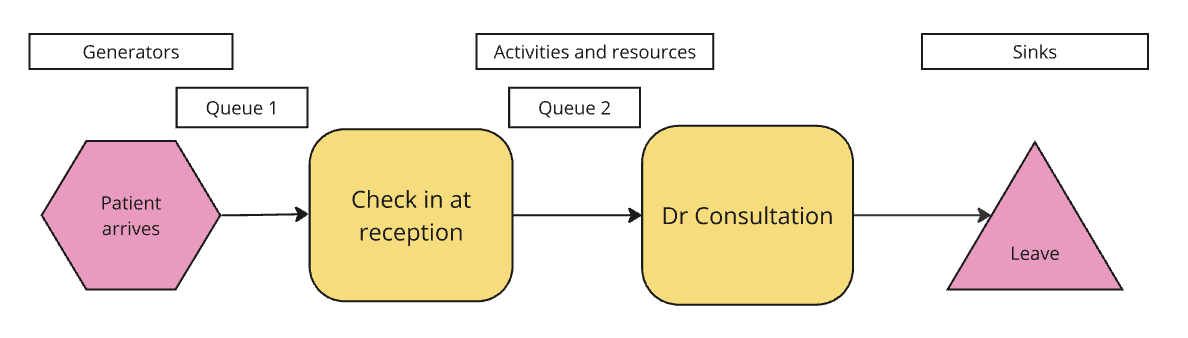 Generators
Activities and resources
Sinks
Queue 1
Queue 2
Patient
arrives
Check in at
reception
Dr Consultation
Leave